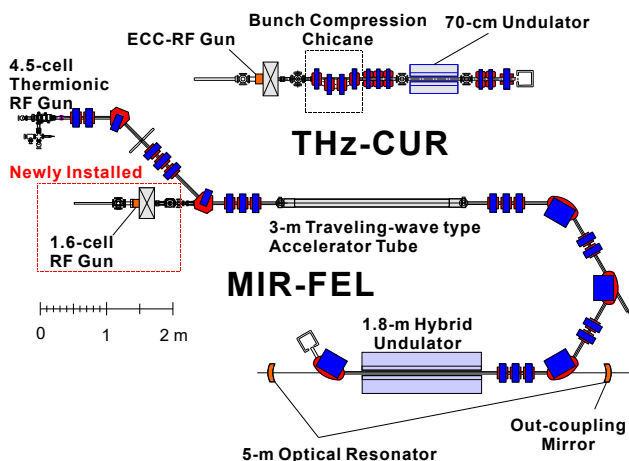 Bunch Compression
Chicane
70-cm Undulator
ECC-RF Gun
4.5-cell
Thermionic
RF Gun
THz-CUR
Newly Installed
1.6-cell
RF Gun
3-m Traveling-wave type
Accelerator Tube
MIR-FEL
0 1 2 m
1.8-m Hybrid
Undulator
Out-coupling
Mirror
5-m Optical Resonator